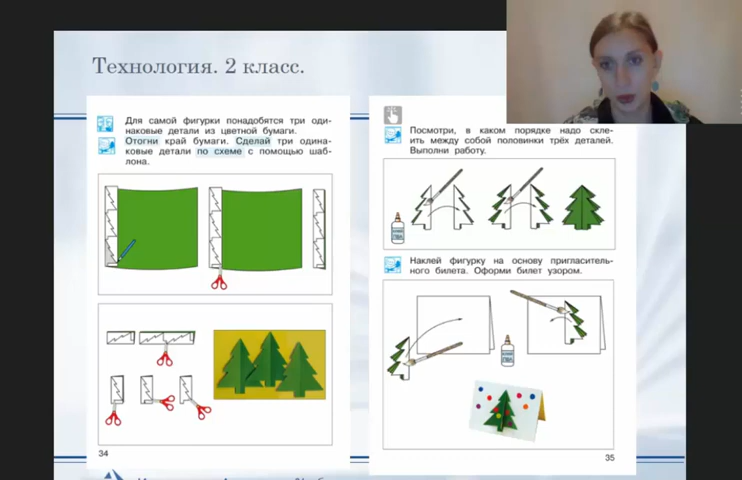 Технология. 2 класс.
Для самой фигурки понадобятся три оди-
наковые детали из цветной бумаги.
Отогни край бумаги. Сделай три одина-
ковые детали по схеме с помощью шаб-
лона.
34
Посмотри, в каком порядке надо скле-
ить между собой половинки трёх деталей.
Выполни работу.
Наклей фигурку на основу пригласитель-
ного билета. Оформи билет узором.
35